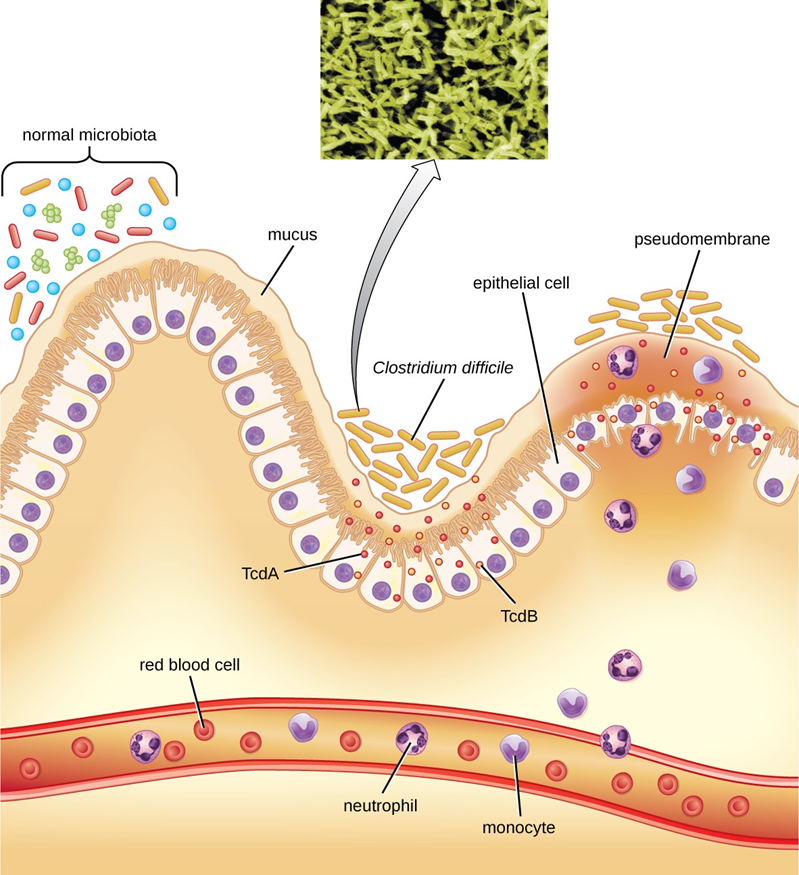 normal microbiota
mucus
pseudomembrane
epithelial cell
Clostridium difficile
TcdA
TcdB
red blood cell
neutrophil
monocyte